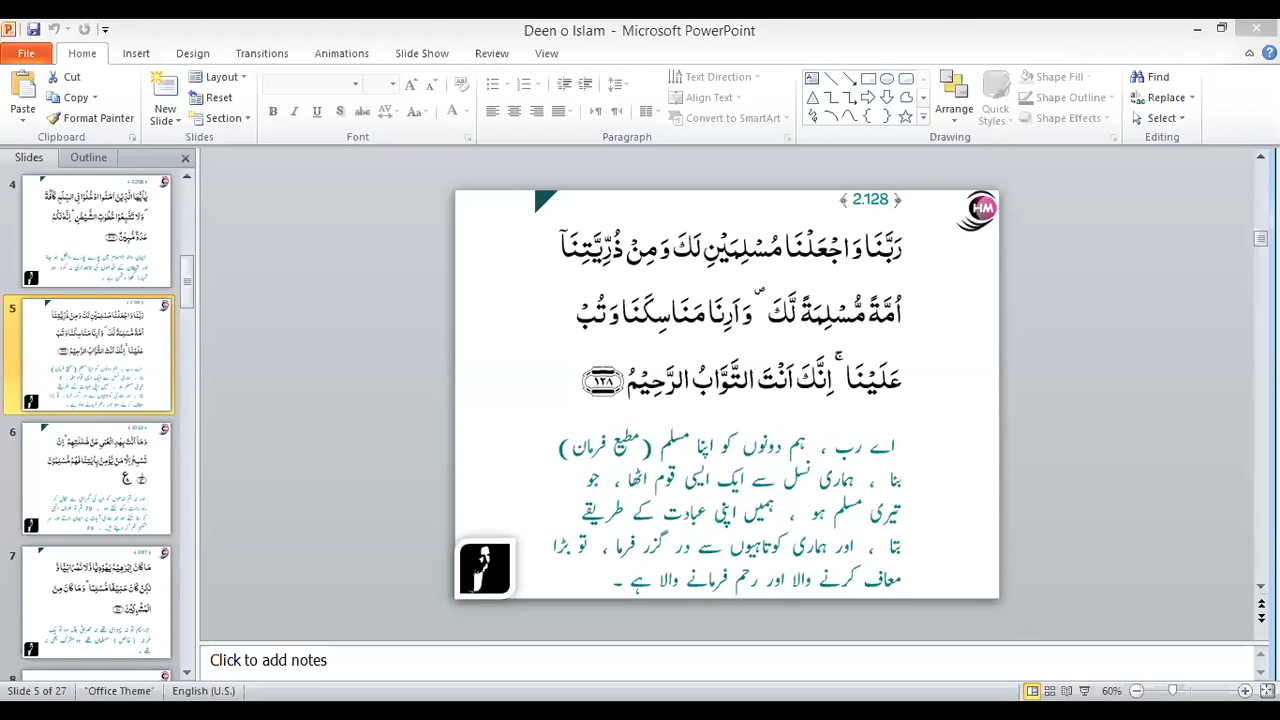 Deen o Islam - Microsoft PowerPoint
File Home Insert Design Transitions Animations Slide Show Review View
Paste
Cut
Copy
Format Painter
Clipboard
New Slide
Layout
Reset
Section
Slides
Font
Text Direction
Align Text
Convert to SmartArt
Paragraph
Arrange
Quick Styles
Shape Fill
Shape Outline
Shape Effects
Drawing
Find
Replace
Select
Editing
Slides Outline
4
5
6
7
8
2.128
HM
رَبَّنَا وَاجْعَلْنَا مُسْلِمَيْنِ لَكَ وَمِنْ ذُرِّيَّتِنَآ
اُمَّةً مُّسْلِمَةً لَّكَ ۖ وَاَرِنَا مَنَاسِكَنَا وَتُبْ
عَلَيْنَا ۚ اِنَّكَ اَنْتَ التَّوَّابُ الرَّحِيْمُ ۱۲۸
اے رب ، ہم دونوں کو اپنا مسلم (مطیع فرمان)
بنا ، ہماری نسل سے ایک ایسی قوم اٹھا ، جو
تیری مسلم ہو ، ہمیں اپنی عبادت کے طریقے
بتا ، اور ہماری کوتاہیوں سے در گزر فرما ، تو بڑا
معاف کرنے والا اور رحم فرمانے والا ہے ۔
Click to add notes
Slide 5 of 27 "Office Theme" English (U.S.) 60%